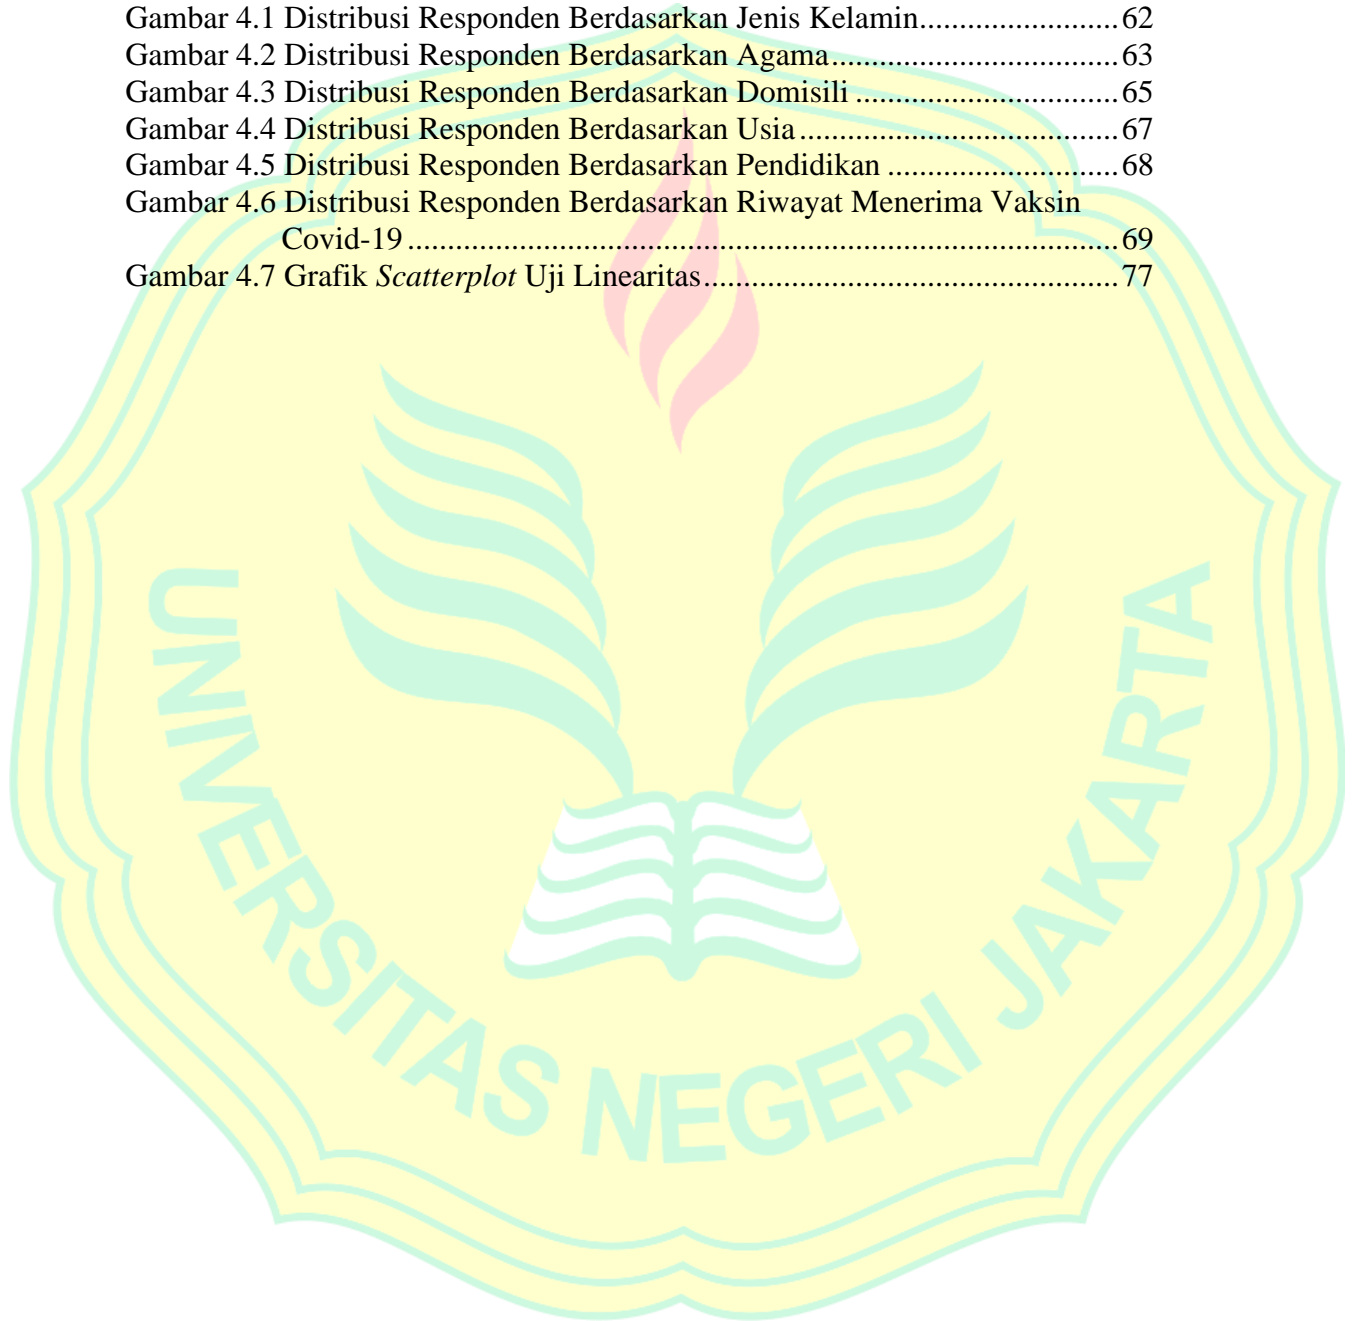 Gambar 4.1 Distribusi Responden Berdasarkan Jenis Kelamin.........................62
Gambar 4.2 Distribusi Responden Berdasarkan Agama....................................63
Gambar 4.3 Distribusi Responden Berdasarkan Domisili .................................65
Gambar 4.4 Distribusi Responden Berdasarkan Usia........................................67
Gambar 4.5 Distribusi Responden Berdasarkan Pendidikan .............................68
Gambar 4.6 Distribusi Responden Berdasarkan Riwayat Menerima Vaksin
Covid-19.........................................................................................69
Gambar 4.7 Grafik Scatterplot Uji Linearitas....................................................77
UNIVERSITAS NEGERI JAKARTA